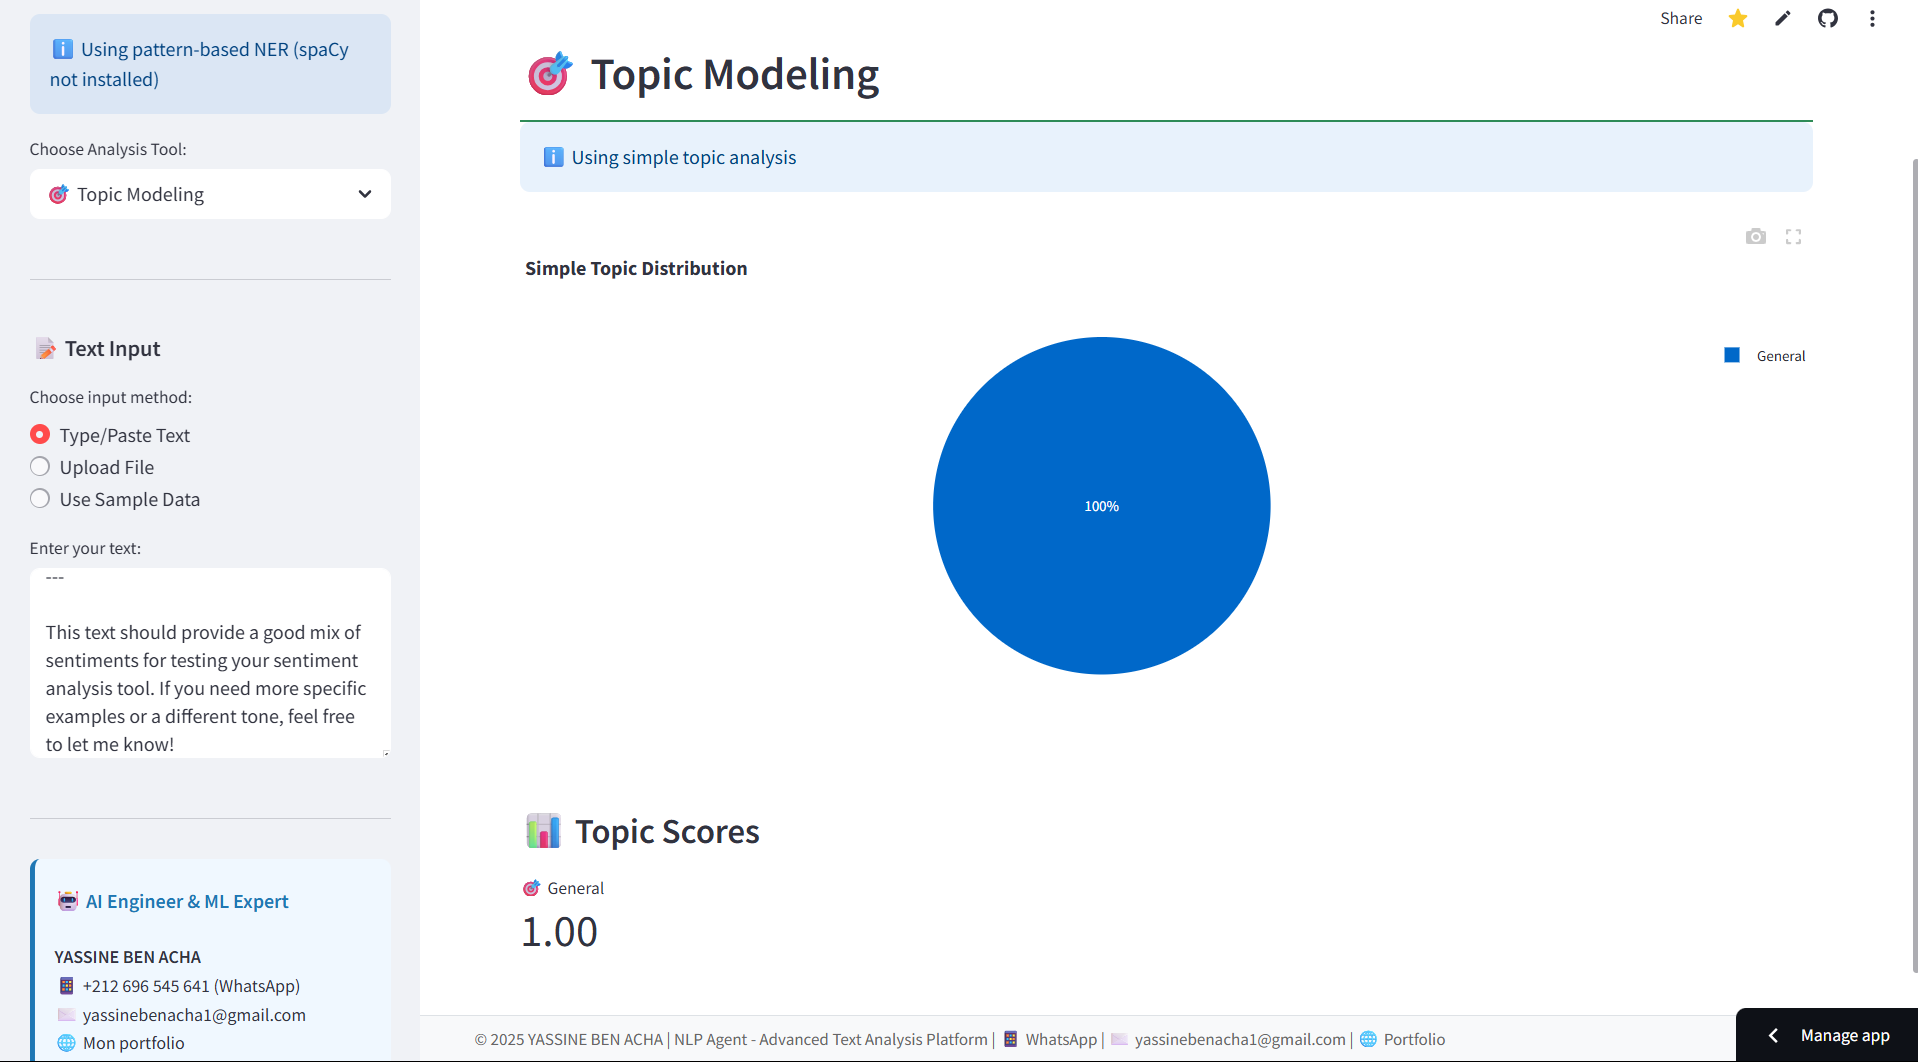 Using pattern-based NER (spaCy
not installed)
Choose Analysis Tool:
Topic Modeling
Text Input
Choose input method:
Type/Paste Text
Upload File
Use Sample Data
Enter your text:
---
This text should provide a good mix of
sentiments for testing your sentiment
analysis tool. If you need more specific
examples or a different tone, feel free
to let me know!
AI Engineer & ML Expert
YASSINE BEN ACHA
+212 696 545 641 (WhatsApp)
yassinebenacha1@gmail.com
Mon portfolio
Share
Topic Modeling
Using simple topic analysis
Simple Topic Distribution
General
100%
Topic Scores
General
1.00
© 2025 YASSINE BEN ACHA | NLP Agent - Advanced Text Analysis Platform | WhatsApp | yassinebenacha1@gmail.com | Portfolio
Manage app